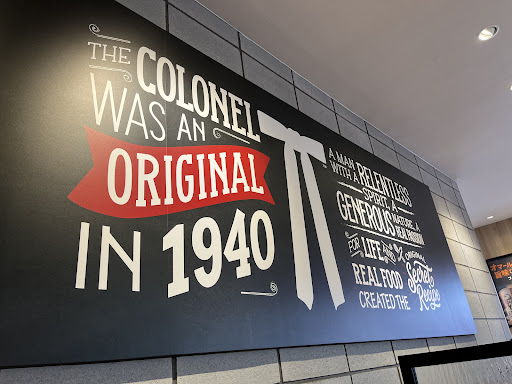 THE COLONEL
WAS AN
ORIGINAL
IN 1940
A MAN RELENTLESS
WITH A
SPIRIT, A
GENEROUS NATURE, A
REAL PASSION
FOR LIFE AND
ORIGINAL
REAL FOOD
CREATED THE
Secret
Recipe